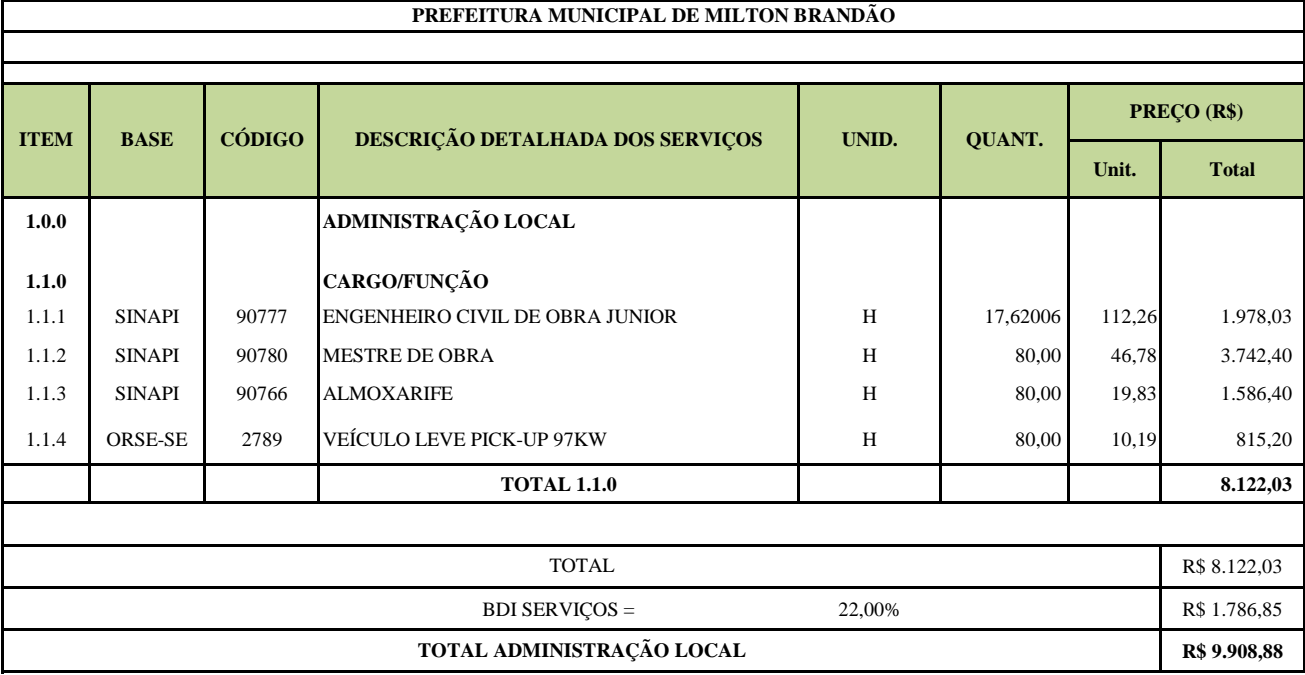 PREFEITURA MUNICIPAL DE MILTON BRANDÃO
ITEM BASE CÓDIGO DESCRIÇÃO DETALHADA DOS SERVIÇOS UNID. QUANT. PREÇO (R$)
Unit. Total
1.0.0 ADMINISTRAÇÃO LOCAL
1.1.0 CARGO/FUNÇÃO
1.1.1 SINAPI 90777 ENGENHEIRO CIVIL DE OBRA JUNIOR H 17,62006 112,26 1.978,03
1.1.2 SINAPI 90780 MESTRE DE OBRA H 80,00 46,78 3.742,40
1.1.3 SINAPI 90766 ALMOXARIFE H 80,00 19,83 1.586,40
1.1.4 ORSE-SE 2789 VEÍCULO LEVE PICK-UP 97KW H 80,00 10,19 815,20
TOTAL 1.1.0 8.122,03
TOTAL R$ 8.122,03
BDI SERVIÇOS = 22,00% R$ 1.786,85
TOTAL ADMINISTRAÇÃO LOCAL R$ 9.908,88